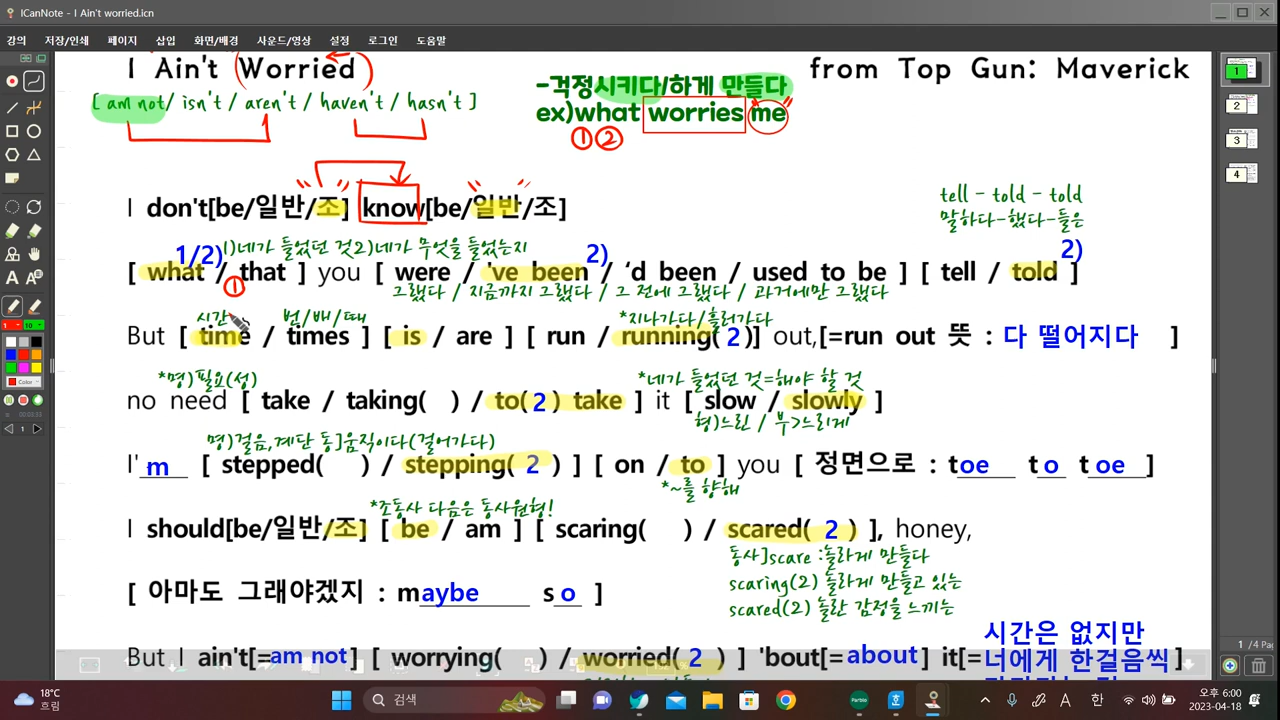 ICanNote - I Ain't worried.icn
강의 저장/인쇄 페이지 삽입 화면/배경 사운드/영상 설정 로그인 도움말
I Ain't (Worried)
from Top Gun: Maverick
-걱정시키다/하게 만들다
[ am not/ isn't / aren't / haven't / hasn't ]
ex)what worries "me"
① ②
I don't[be/일반/조] know[be/일반/조]
tell - told - told
말하다-했다-들은
1/2) 1)네가 들었던 것2)네가 무엇을 들었는지 2) 2)
[ what / that ] you [ were / 've been / 'd been / used to be ] [ tell / told ]
① 그랬다 / 지금까지 그랬다 / 그 전에 그랬다 / 과거에만 그랬다
시간 번/배/때 *지나가다/흘러가다
But [ time / times ] [ is / are ] [ run / running( 2 )] out,[=run out 뜻 : 다 떨어지다 ]
*명)필요(성) *네가 들었던 것=해야 할 것
no need [ take / taking( ) / to( 2 ) take ] it [ slow / slowly ]
형)느린 / 부>느리게
명)걸음,계단 동]움직이다(걸어가다)
I'm [ stepped( ) / stepping( 2 ) ] [ on / to ] you [ 정면으로 : toe to toe ]
*~를 향해
*조동사 다음은 동사원형!
I should[be/일반/조] [ be / am ] [ scaring( ) / scared( 2 ) ], honey,
동사]scare :놀라게 만들다
scaring(2) 놀라게 만들고 있는
[ 아마도 그래야겠지 : maybe so ]
scared(2) 놀란 감정을 느끼는
시간은 없지만
But I ain't[=am not] [ worrying( ) / worried( 2 ) ] 'bout[=about] it[=너에게 한걸음씩
1
2
3
4
Color
1
1 / 4 Pag
18°C
흐림
검색
Parble
한
오후 6:00
2023-04-18